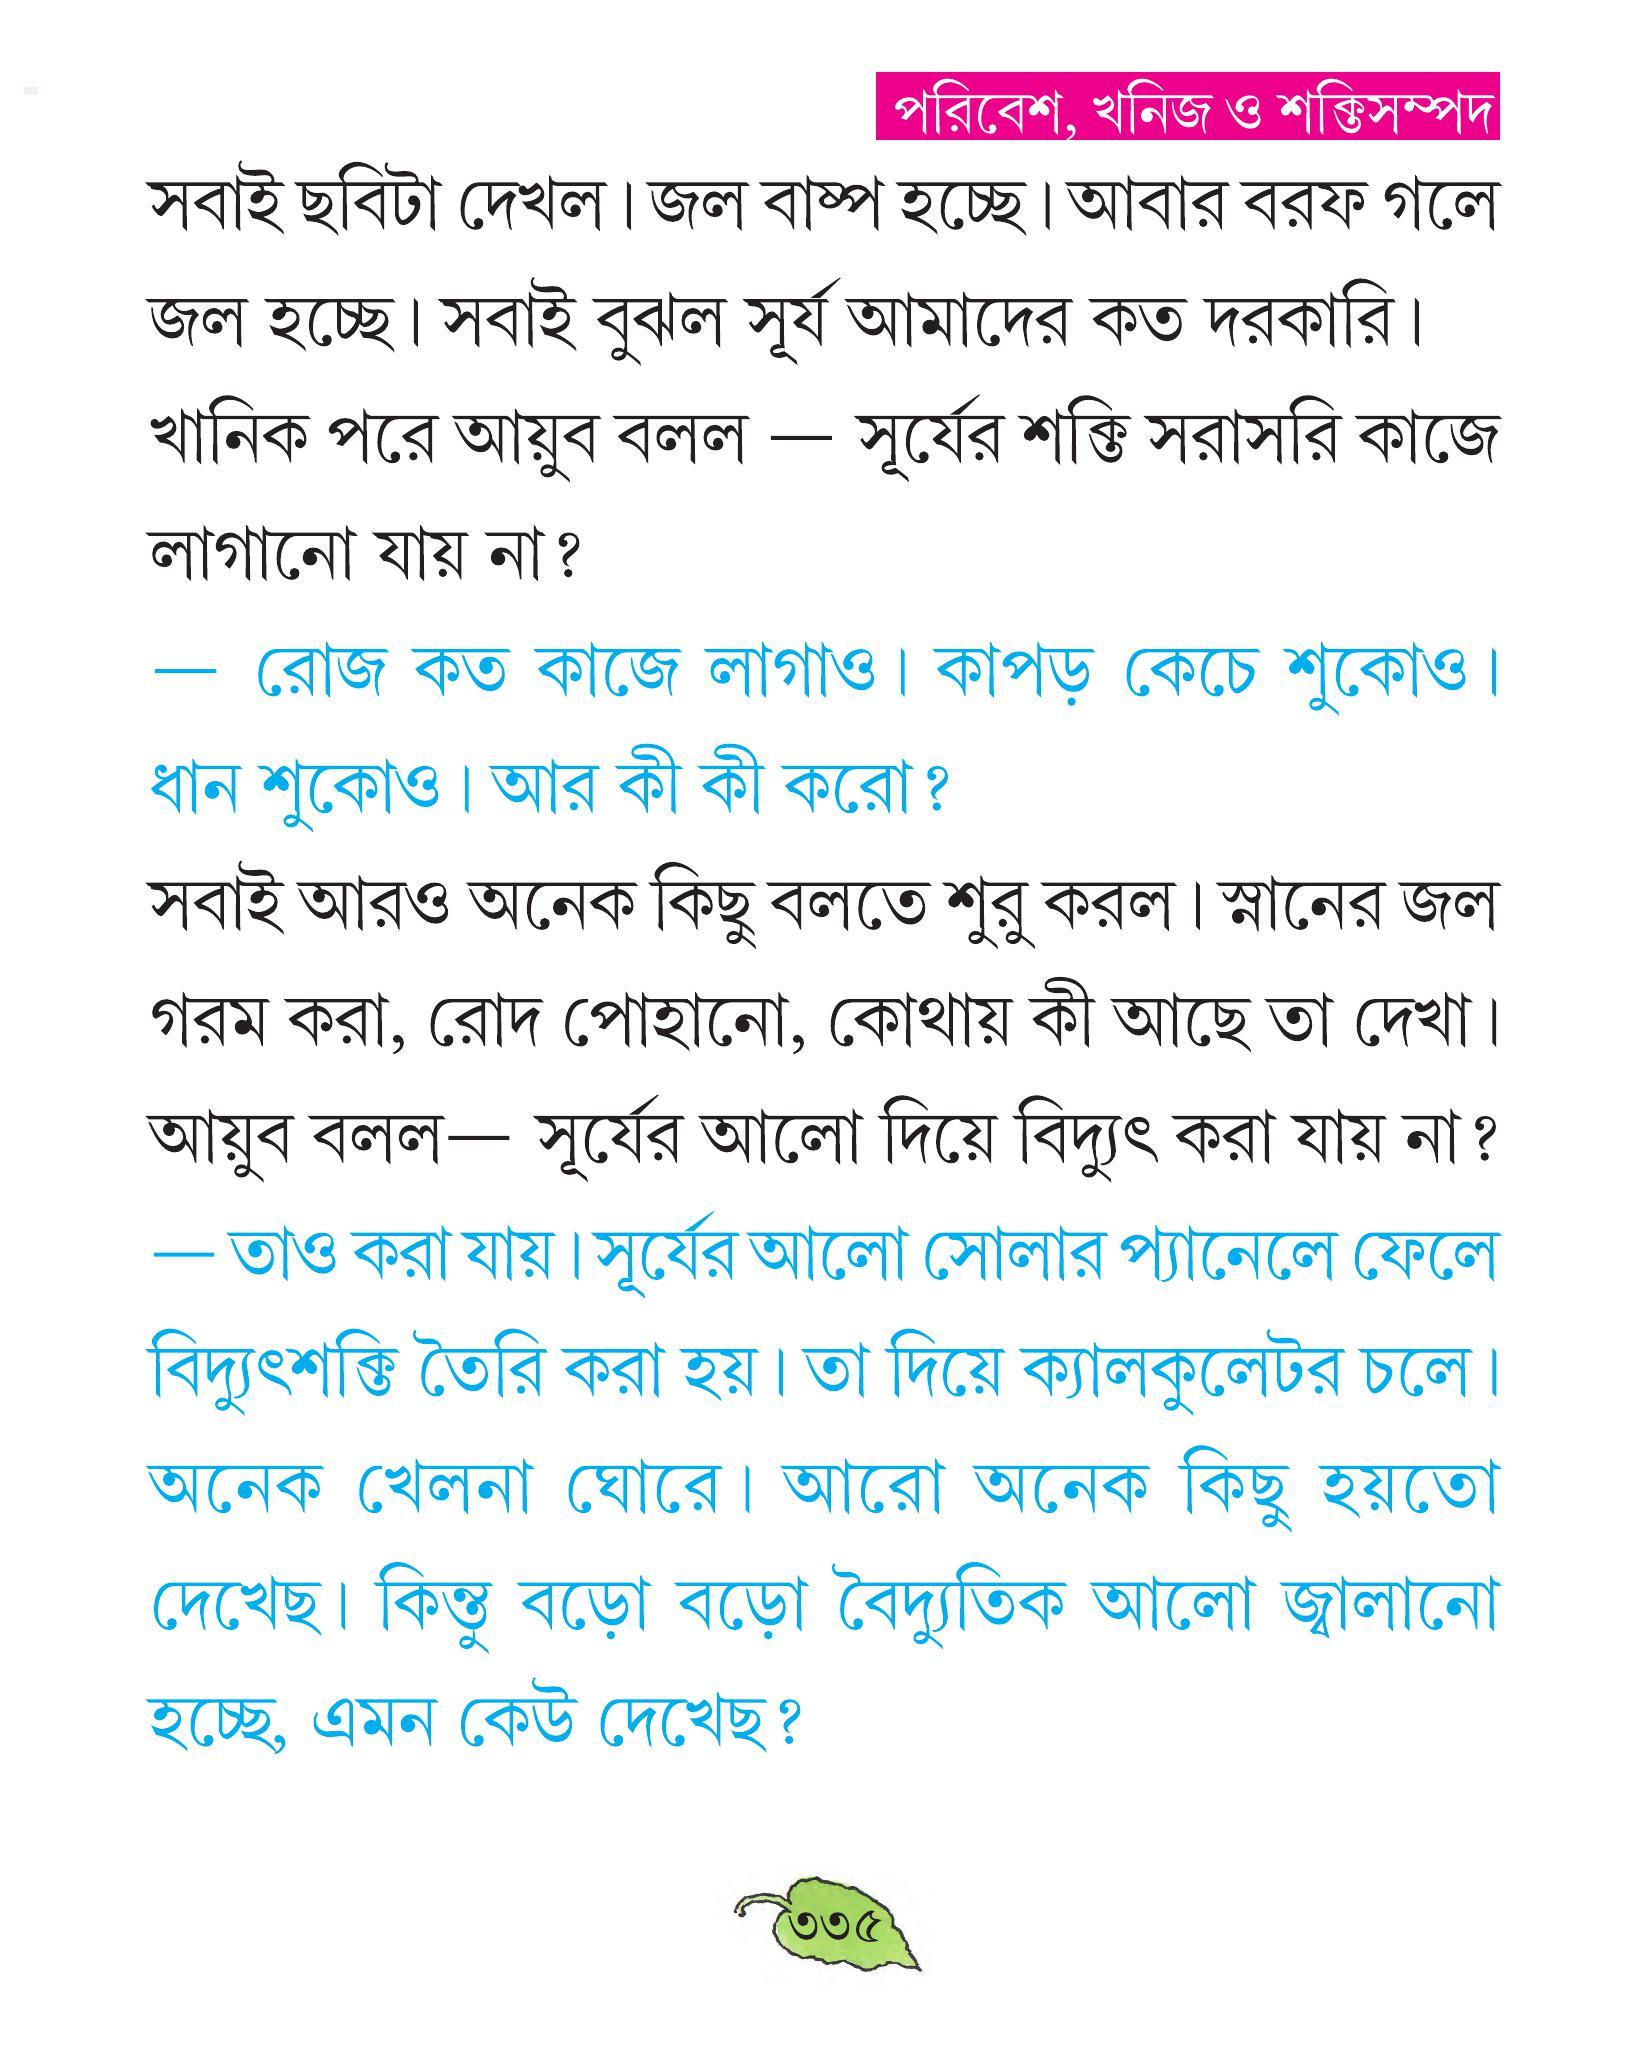 পরিবেশ, খনিজ ও শক্তিসম্পদ
সবাই ছবিটা দেখল। জল বাষ্প হচ্ছে। আবার বরফ গলে
জল হচ্ছে। সবাই বুঝল সূর্য আমাদের কত দরকারি।
খানিক পরে আয়ুব বলল — সূর্যের শক্তি সরাসরি কাজে
লাগানো যায় না?
— রোজ কত কাজে লাগাও। কাপড় কেচে শুকোও।
ধান শুকোও। আর কী কী করো?
সবাই আরও অনেক কিছু বলতে শুরু করল। স্নানের জল
গরম করা, রোদ পোহানো, কোথায় কী আছে তা দেখা।
আয়ুব বলল— সূর্যের আলো দিয়ে বিদ্যুৎ করা যায় না?
— তাও করা যায়। সূর্যের আলো সোলার প্যানেলে ফেলে
বিদ্যুৎশক্তি তৈরি করা হয়। তা দিয়ে ক্যালকুলেটর চলে।
অনেক খেলনা ঘোরে। আরো অনেক কিছু হয়তো
দেখেছ। কিন্তু বড়ো বড়ো বৈদ্যুতিক আলো জ্বালানো
হচ্ছে, এমন কেউ দেখেছ?
৩৩৫